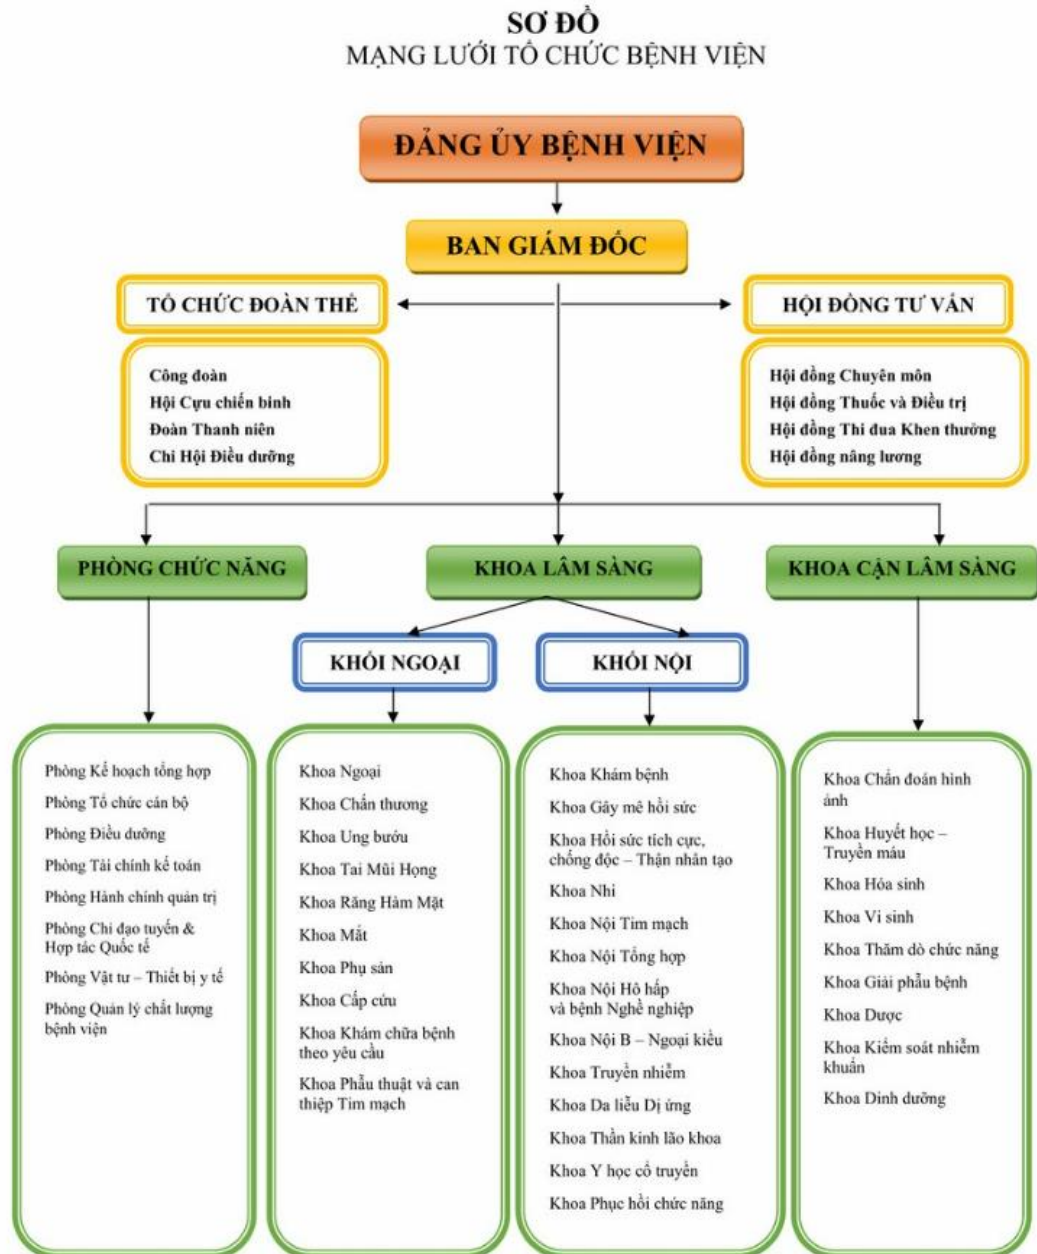 SƠ ĐỒ
MẠNG LƯỚI TỔ CHỨC BỆNH VIỆN
ĐẢNG ỦY BỆNH VIỆN
BAN GIÁM ĐỐC
TỔ CHỨC ĐOÀN THỂ
HỘI ĐỒNG TƯ VẤN
Công đoàn
Hội Cựu chiến binh
Đoàn Thanh niên
Chi Hội Điều dưỡng
Hội đồng Chuyên môn
Hội đồng Thuốc và Điều trị
Hội đồng Thi đua Khen thưởng
Hội đồng nâng lương
PHÒNG CHỨC NĂNG
KHOA LÂM SÀNG
KHOA CẬN LÂM SÀNG
KHỐI NGOẠI
KHỐI NỘI
Phòng Kế hoạch tổng hợp
Phòng Tổ chức cán bộ
Phòng Điều dưỡng
Phòng Tài chính kế toán
Phòng Hành chính quản trị
Phòng Chỉ đạo tuyến &
Hợp tác Quốc tế
Phòng Vật tư – Thiết bị y tế
Phòng Quản lý chất lượng
bệnh viện
Khoa Ngoại
Khoa Chấn thương
Khoa Ung bướu
Khoa Tai Mũi Họng
Khoa Răng Hàm Mặt
Khoa Mắt
Khoa Phụ sản
Khoa Cấp cứu
Khoa Khám chữa bệnh
theo yêu cầu
Khoa Phẫu thuật và can
thiệp Tim mạch
Khoa Khám bệnh
Khoa Gây mê hồi sức
Khoa Hồi sức tích cực,
chống độc – Thận nhân tạo
Khoa Nhi
Khoa Nội Tim mạch
Khoa Nội Tổng hợp
Khoa Nội Hô hấp
và bệnh Nghề nghiệp
Khoa Nội B – Ngoại kiều
Khoa Truyền nhiễm
Khoa Da liễu Dị ứng
Khoa Thần kinh lão khoa
Khoa Y học cổ truyền
Khoa Phục hồi chức năng
Khoa Chẩn đoán hình
ảnh
Khoa Huyết học –
Truyền máu
Khoa Hóa sinh
Khoa Vi sinh
Khoa Thăm dò chức năng
Khoa Giải phẫu bệnh
Khoa Dược
Khoa Kiểm soát nhiễm
khuẩn
Khoa Dinh dưỡng